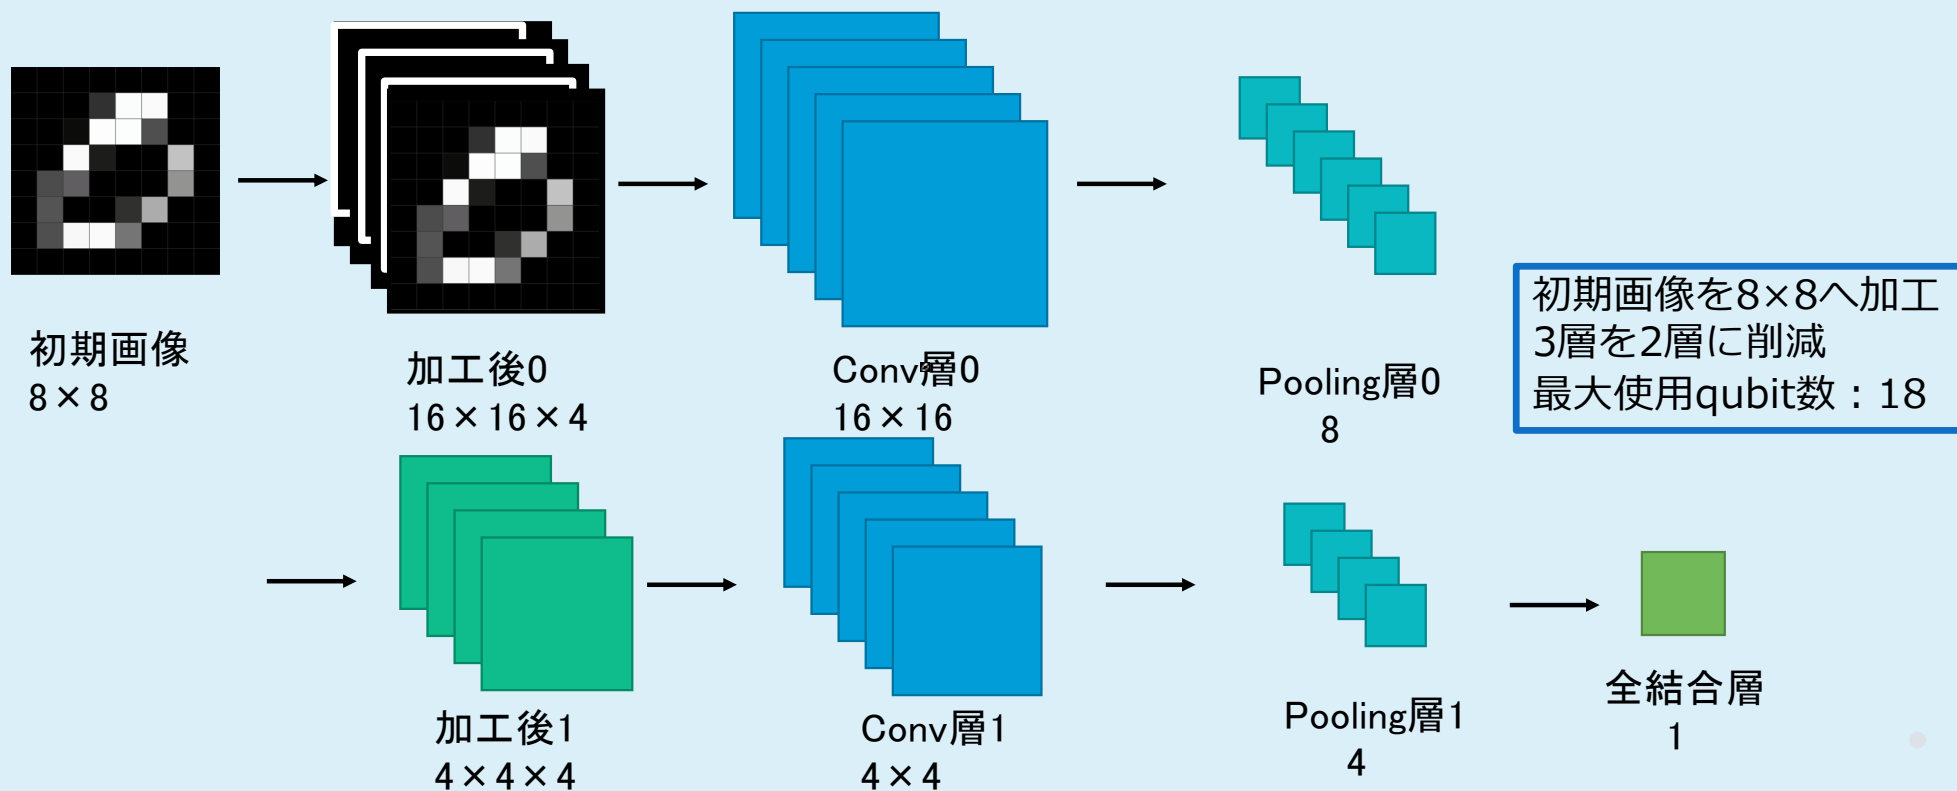 初期画像
8×8
加工後0
16×16×4
Conv層0
16×16
Pooling層0
8
初期画像を8×8へ加工
3層を2層に削減
最大使用qubit数：18
加工後1
4×4×4
Conv層1
4×4
Pooling層1
4
全結合層
1